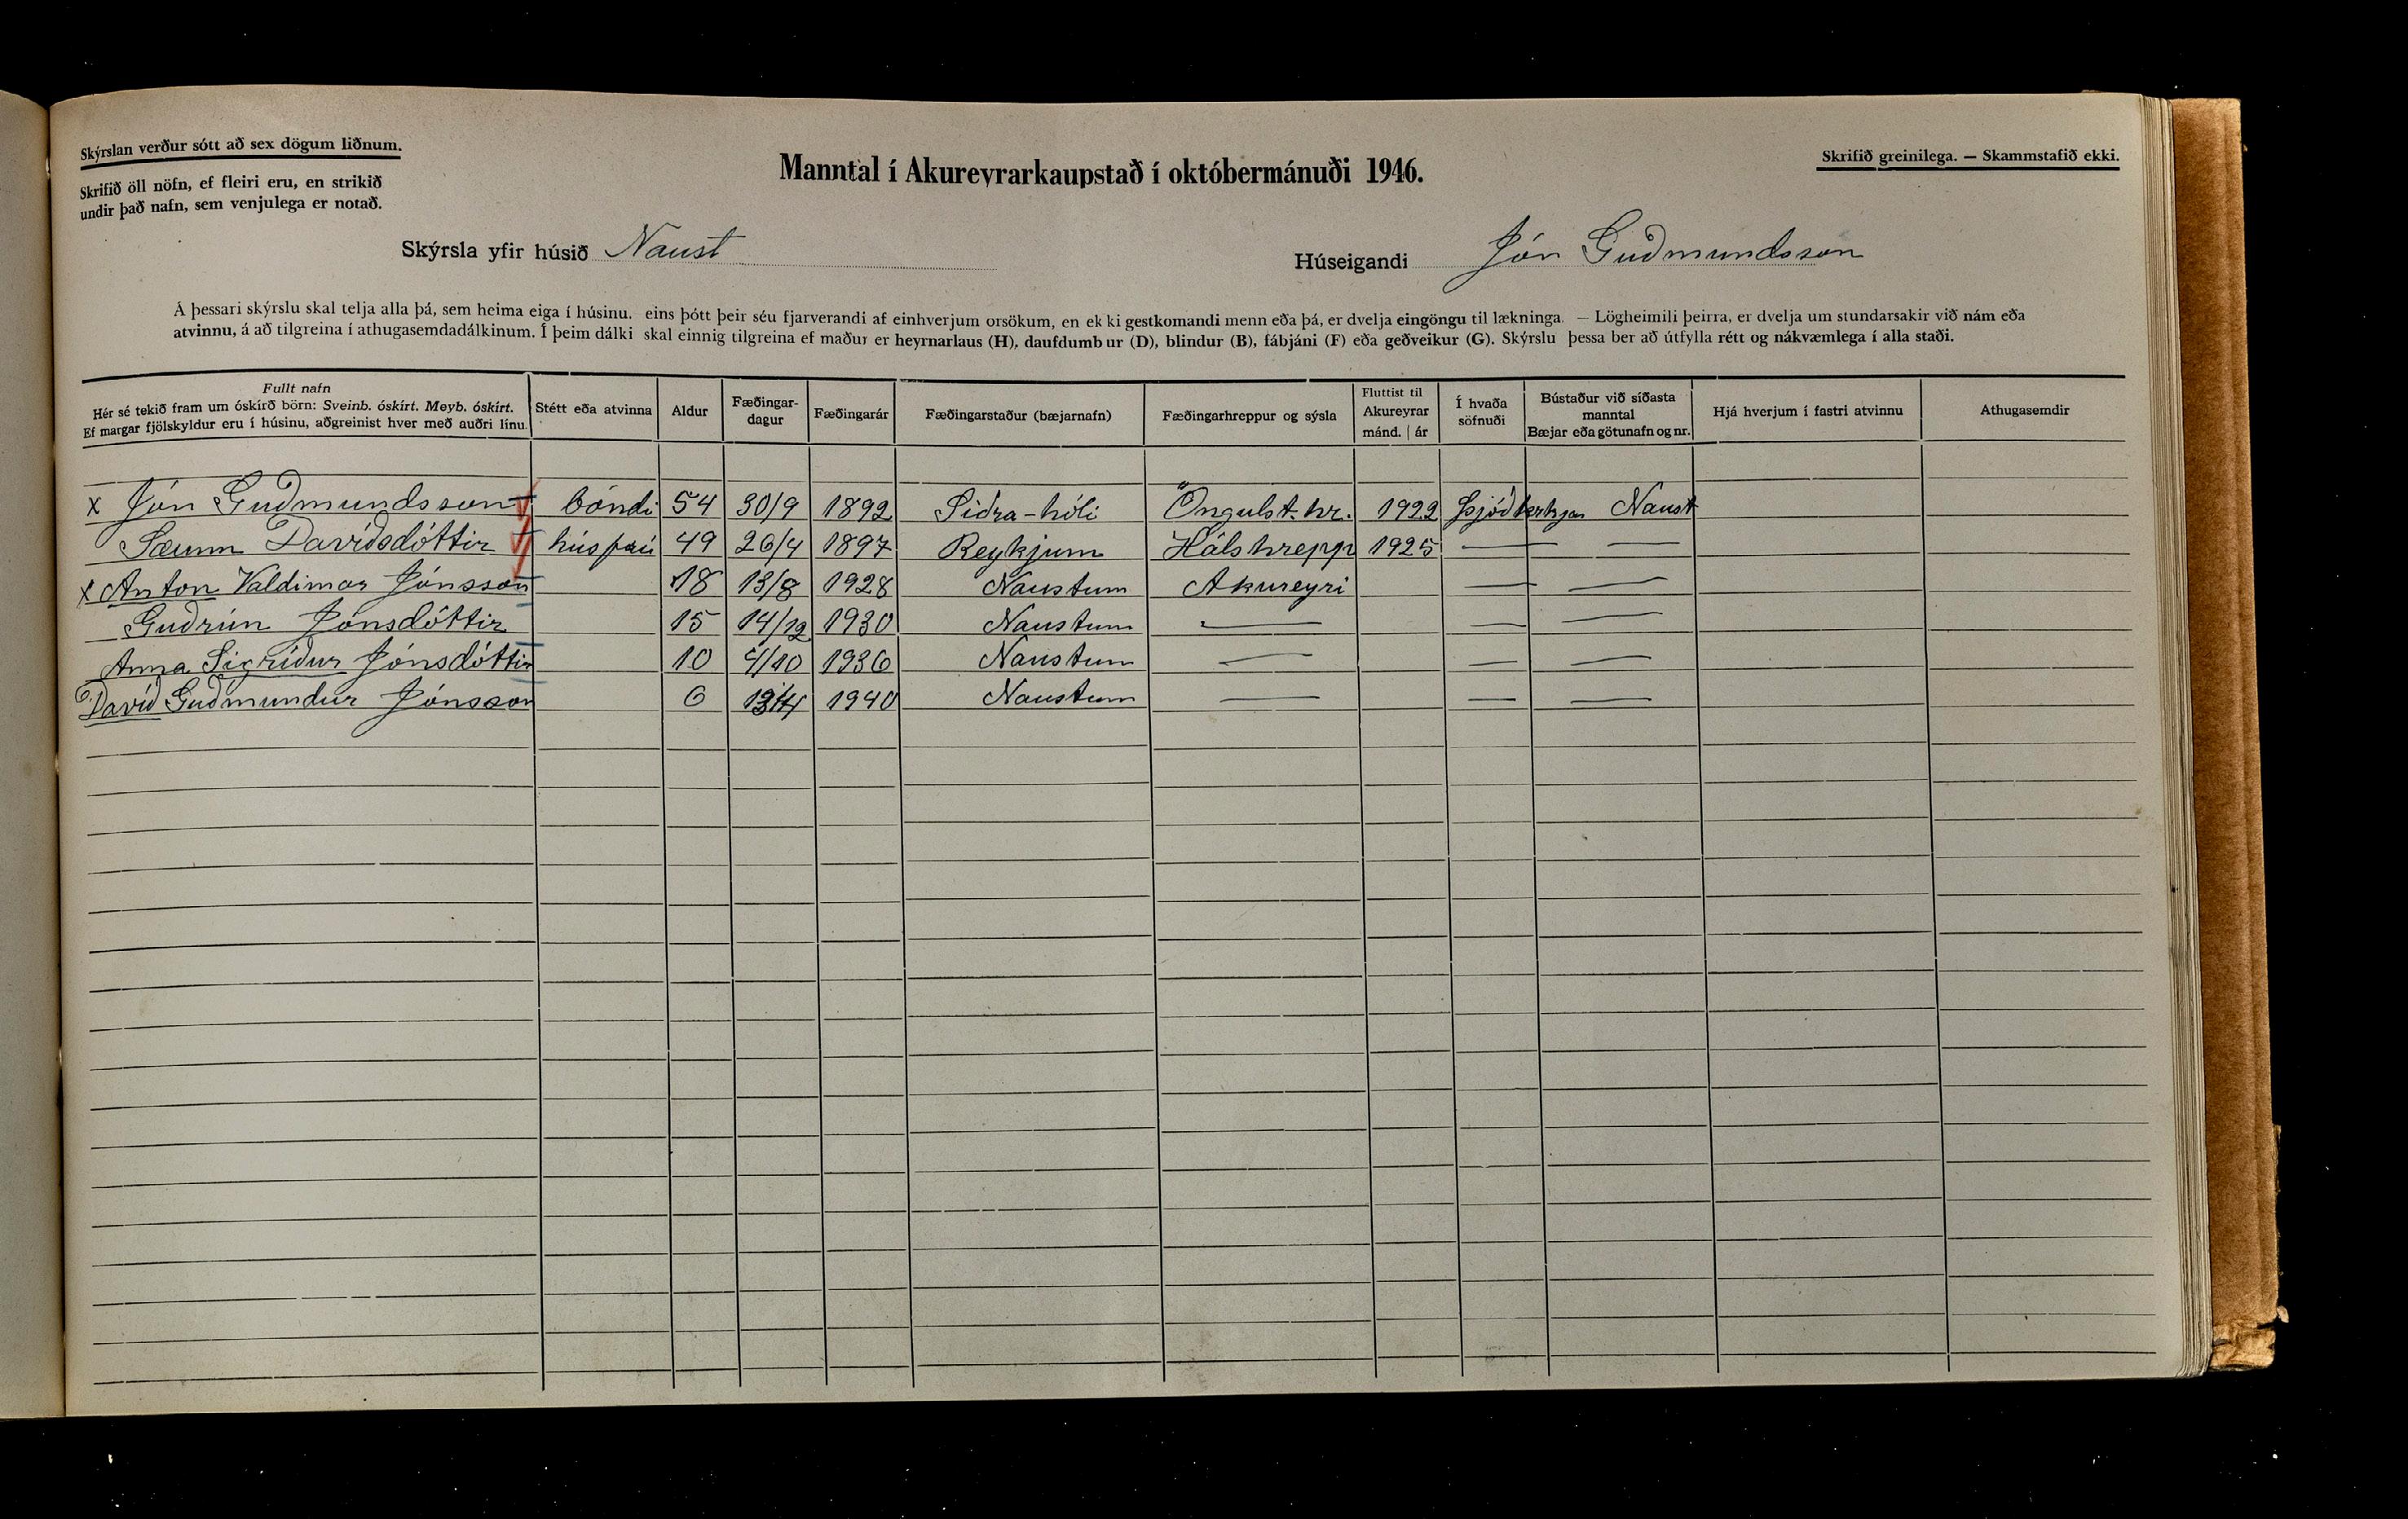 Skýrslan verður sótt að sex dögum liðnum.
Skrifið öll nöfn, ef fleiri eru, en strikið
undir það nafn, sem venjulega er notað.
Manntal í Akureyrarkaupstað í októbermánuði 1946.
Skrifið greinilega. — Skammstafið ekki.
Skýrsla yfir húsið Naust
Húseigandi Jón Guðmundsson
Á þessari skýrslu skal telja alla þá, sem heima eiga í húsinu, eins þótt þeir séu fjarverandi af einhverjum orsökum, en ekki gestkomandi menn eða þá, er dvelja eingöngu til lækninga. — Lögheimili þeirra, er dvelja um stundarsakir við nám eða
atvinnu, á að tilgreina í athugasemdadálkinum. Í þeim dálki skal einnig tilgreina ef maður er heyrnarlaus (H), daufdumbur (D), blindur (B), fábjáni (F) eða geðveikur (G). Skýrslu þessa ber að útfylla rétt og nákvæmlega í alla staði.
Fullt nafn
Hér sé tekið fram um óskírð börn: Sveinb. óskírt. Meyb. óskírt.
Ef margar fjölskyldur eru í húsinu, aðgreinist hver með auðri línu.
Stétt eða atvinna
Aldur
Fæðingar-
dagur
Fæðingarár
Fæðingarstaður (bæjarnafn)
Fæðingarhreppur og sýsla
Fluttist til
Akureyrar
mánd. | ár
Í hvaða
söfnuði
Bústaður við síðasta
manntal
Bæjar eða götunafn og nr.
Hjá hverjum í fastri atvinnu
Athugasemdir
x Jón Guðmundsson bóndi 54 30/9 1892 Sidra-hóli Öngulst.hr. 1922 Naust
Sæunn Davíðsdóttir 49 26/4 1897 Reykjum Hálshrepp 1925 — —
x Anton Valdimar Jónsson 18 13/8 1928 Naustum Akureyri — —
Guðrún Jónsdóttir 15 14/12 1930 Naustum — — —
Anna Sigríður Jónsdóttir 10 4/10 1936 Naustum — — —
Davíð Guðmundur Jónsson 6 1940 Naustum — — —